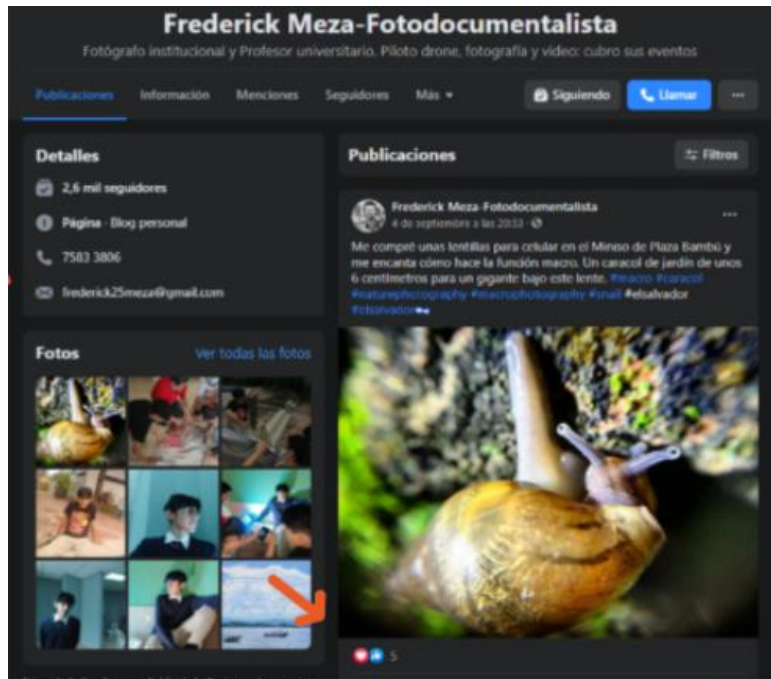 Frederick Meza-Fotodocumentalista
Fotógrafo institucional y Profesor universitario. Piloto drone, fotografía y video: cubro sus eventos
Publicaciones
Información
Menciones
Seguidores
Más
Siguiendo
Llamar
Detalles
2,6 mil seguidores
Página · Blog personal
7583 3806
frederick25meza@gmail.com
Fotos
Ver todas las fotos
Publicaciones
Filtros
Frederick Meza-Fotodocumentalista
4 de septiembre a las 20:53
Me compré unas lentillas para celular en el Miniso de Plaza Bambú y
me encanta cómo hace la función macro. Un caracol de jardín de unos
6 centímetros para un gigante bajo este lente. #macro #caracol
#naturephotography #macrophotography #snail #elsalvador
5